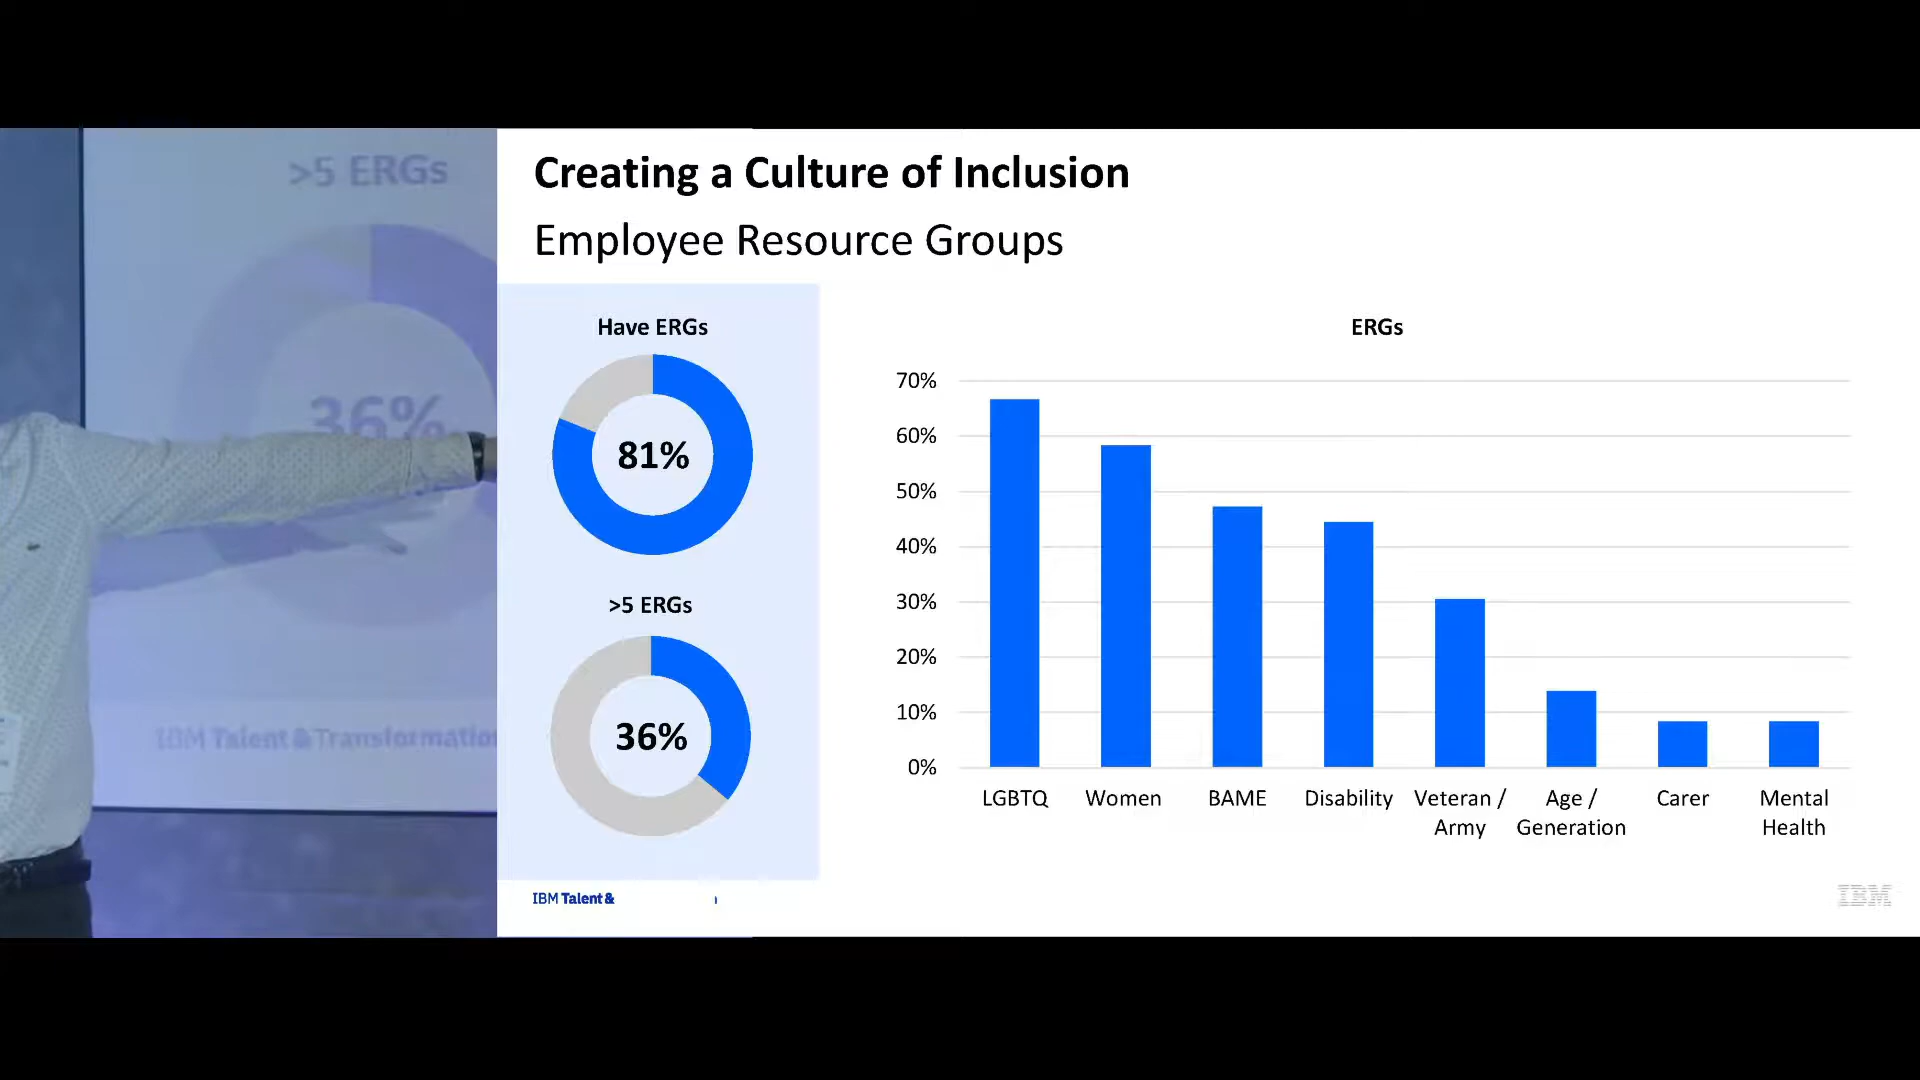 >5 ERGs
36%
IBM Talent & Transformation
Creating a Culture of Inclusion
Employee Resource Groups
Have ERGs
81%
>5 ERGs
36%
IBM Talent &
ERGs
70%
60%
50%
40%
30%
20%
10%
0%
LGBTQ
Women
BAME
Disability
Veteran / Army
Age / Generation
Carer
Mental Health
IBM